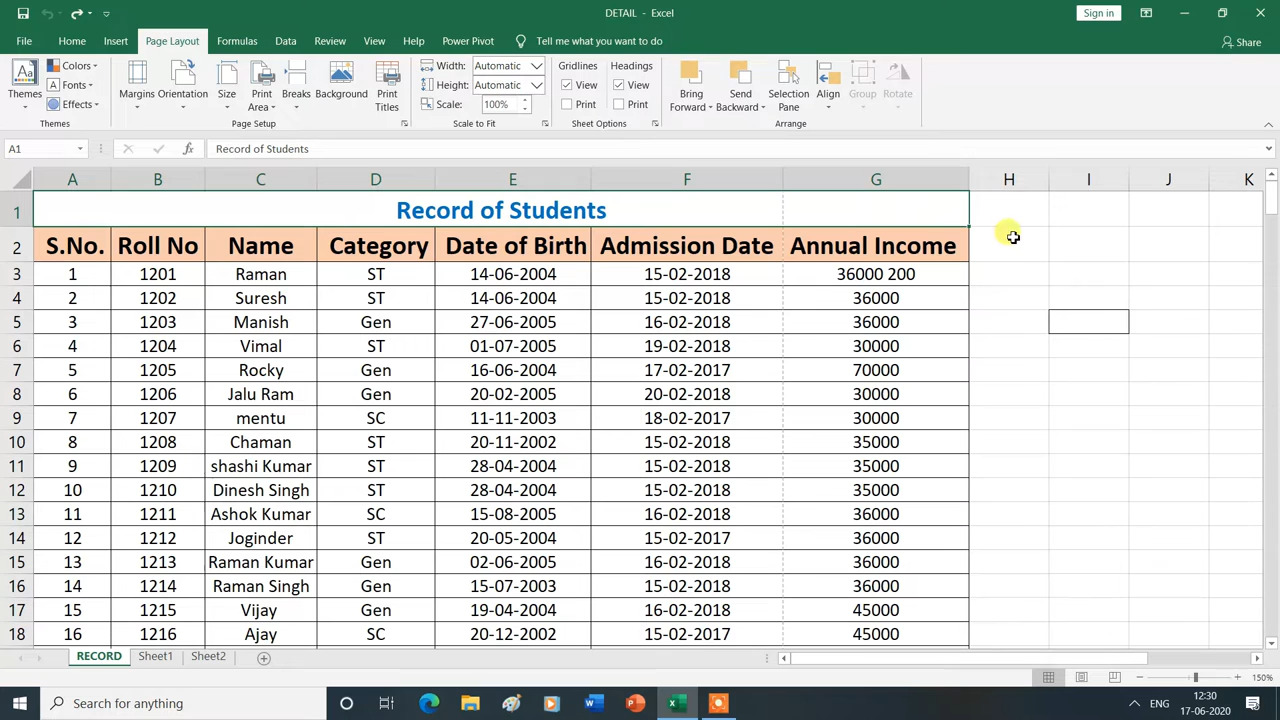 DETAIL - Excel
Sign in
File Home Insert Page Layout Formulas Data Review View Help Power Pivot Tell me what you want to do Share
Themes
Colors
Fonts
Effects
Themes
Margins Orientation Size Print Area Breaks Background Print Titles
Page Setup
Width: Automatic
Height: Automatic
Scale: 100%
Scale to Fit
Gridlines Headings
View View
Print Print
Sheet Options
Bring Forward Send Backward Selection Pane Align Group Rotate
Arrange
A1 fx Record of Students
A B C D E F G H I J K
1 Record of Students
2 S.No. Roll No Name Category Date of Birth Admission Date Annual Income
3 1 1201 Raman ST 14-06-2004 15-02-2018 36000 200
4 2 1202 Suresh ST 14-06-2004 15-02-2018 36000
5 3 1203 Manish Gen 27-06-2005 16-02-2018 36000
6 4 1204 Vimal ST 01-07-2005 19-02-2018 30000
7 5 1205 Rocky Gen 16-06-2004 17-02-2017 70000
8 6 1206 Jalu Ram Gen 20-02-2005 20-02-2018 30000
9 7 1207 mentu SC 11-11-2003 18-02-2017 30000
10 8 1208 Chaman ST 20-11-2002 15-02-2018 35000
11 9 1209 shashi Kumar ST 28-04-2004 15-02-2018 35000
12 10 1210 Dinesh Singh ST 28-04-2004 15-02-2018 35000
13 11 1211 Ashok Kumar SC 15-08-2005 16-02-2018 36000
14 12 1212 Joginder ST 20-05-2004 15-02-2018 36000
15 13 1213 Raman Kumar Gen 02-06-2005 16-02-2018 36000
16 14 1214 Raman Singh Gen 15-07-2003 15-02-2018 36000
17 15 1215 Vijay Gen 19-04-2004 16-02-2018 45000
18 16 1216 Ajay SC 20-12-2002 15-02-2017 45000
RECORD Sheet1 Sheet2
150%
Search for anything
ENG
12:30
17-06-2020